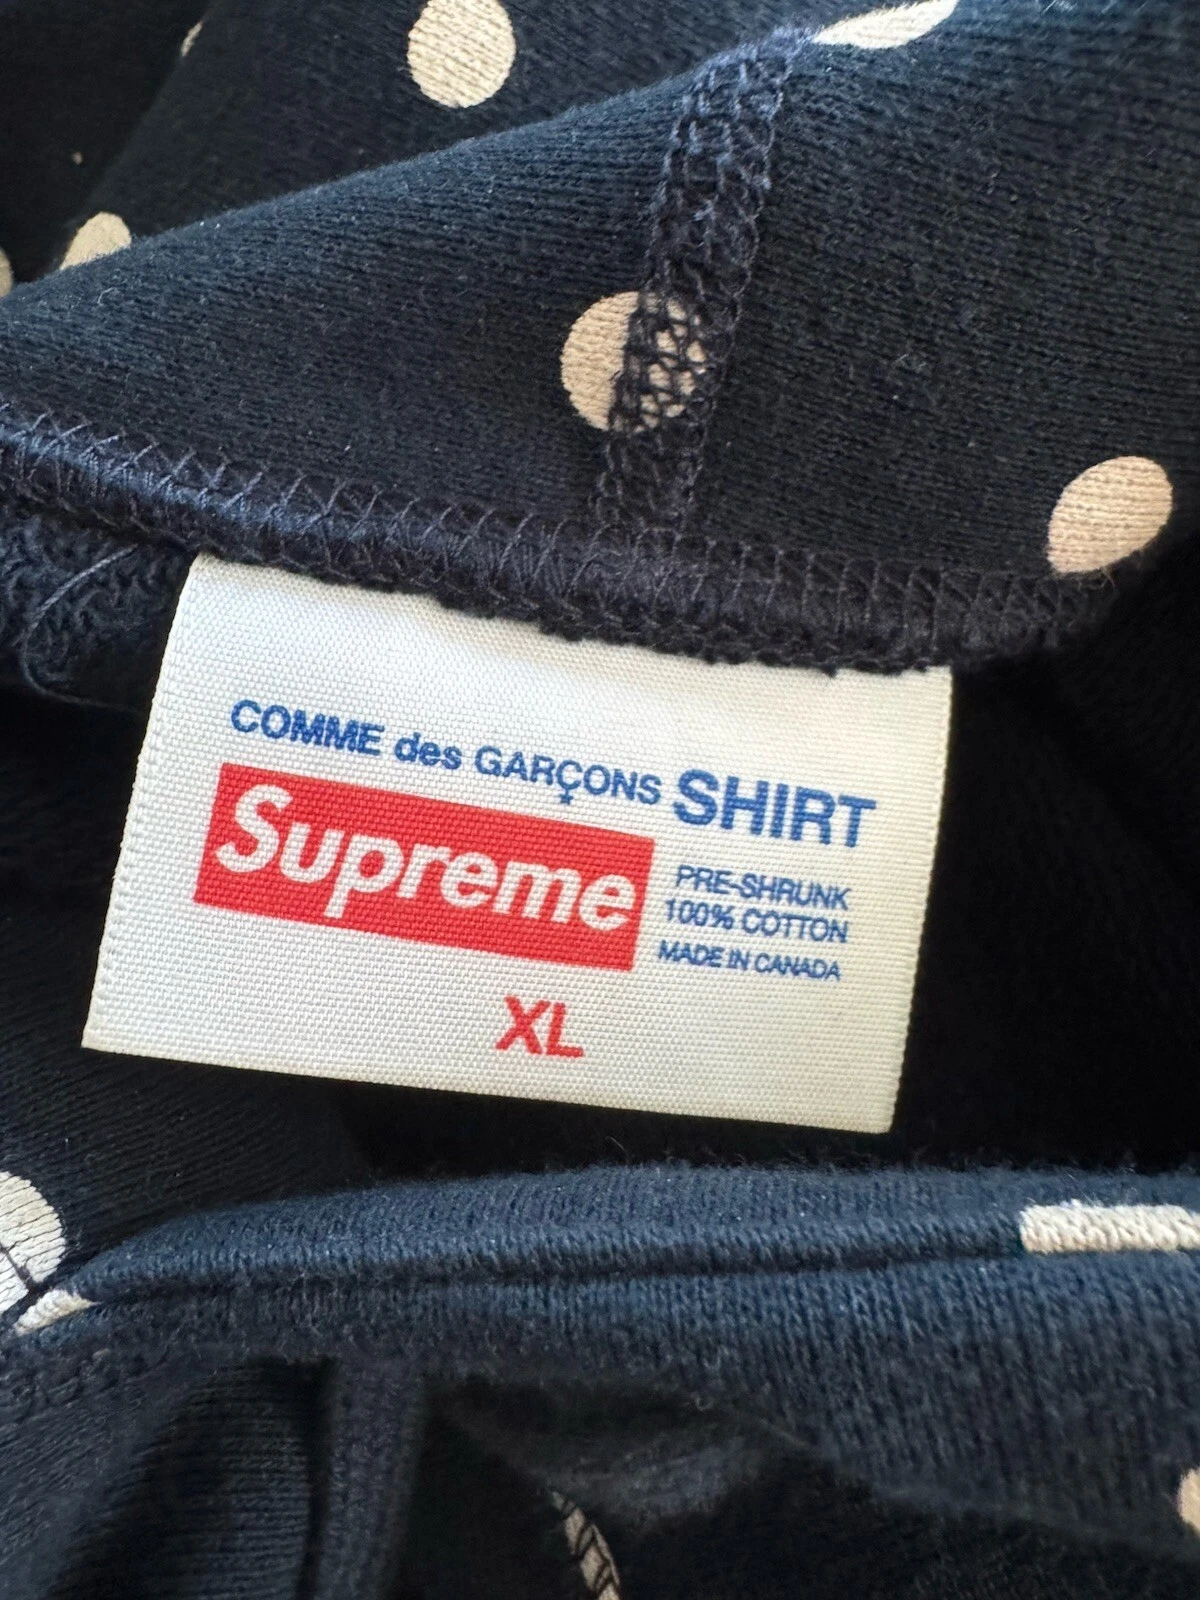 COMME des GARÇONS SHIRT
Supreme
PRE-SHRUNK
100% COTTON
MADE IN CANADA
XL